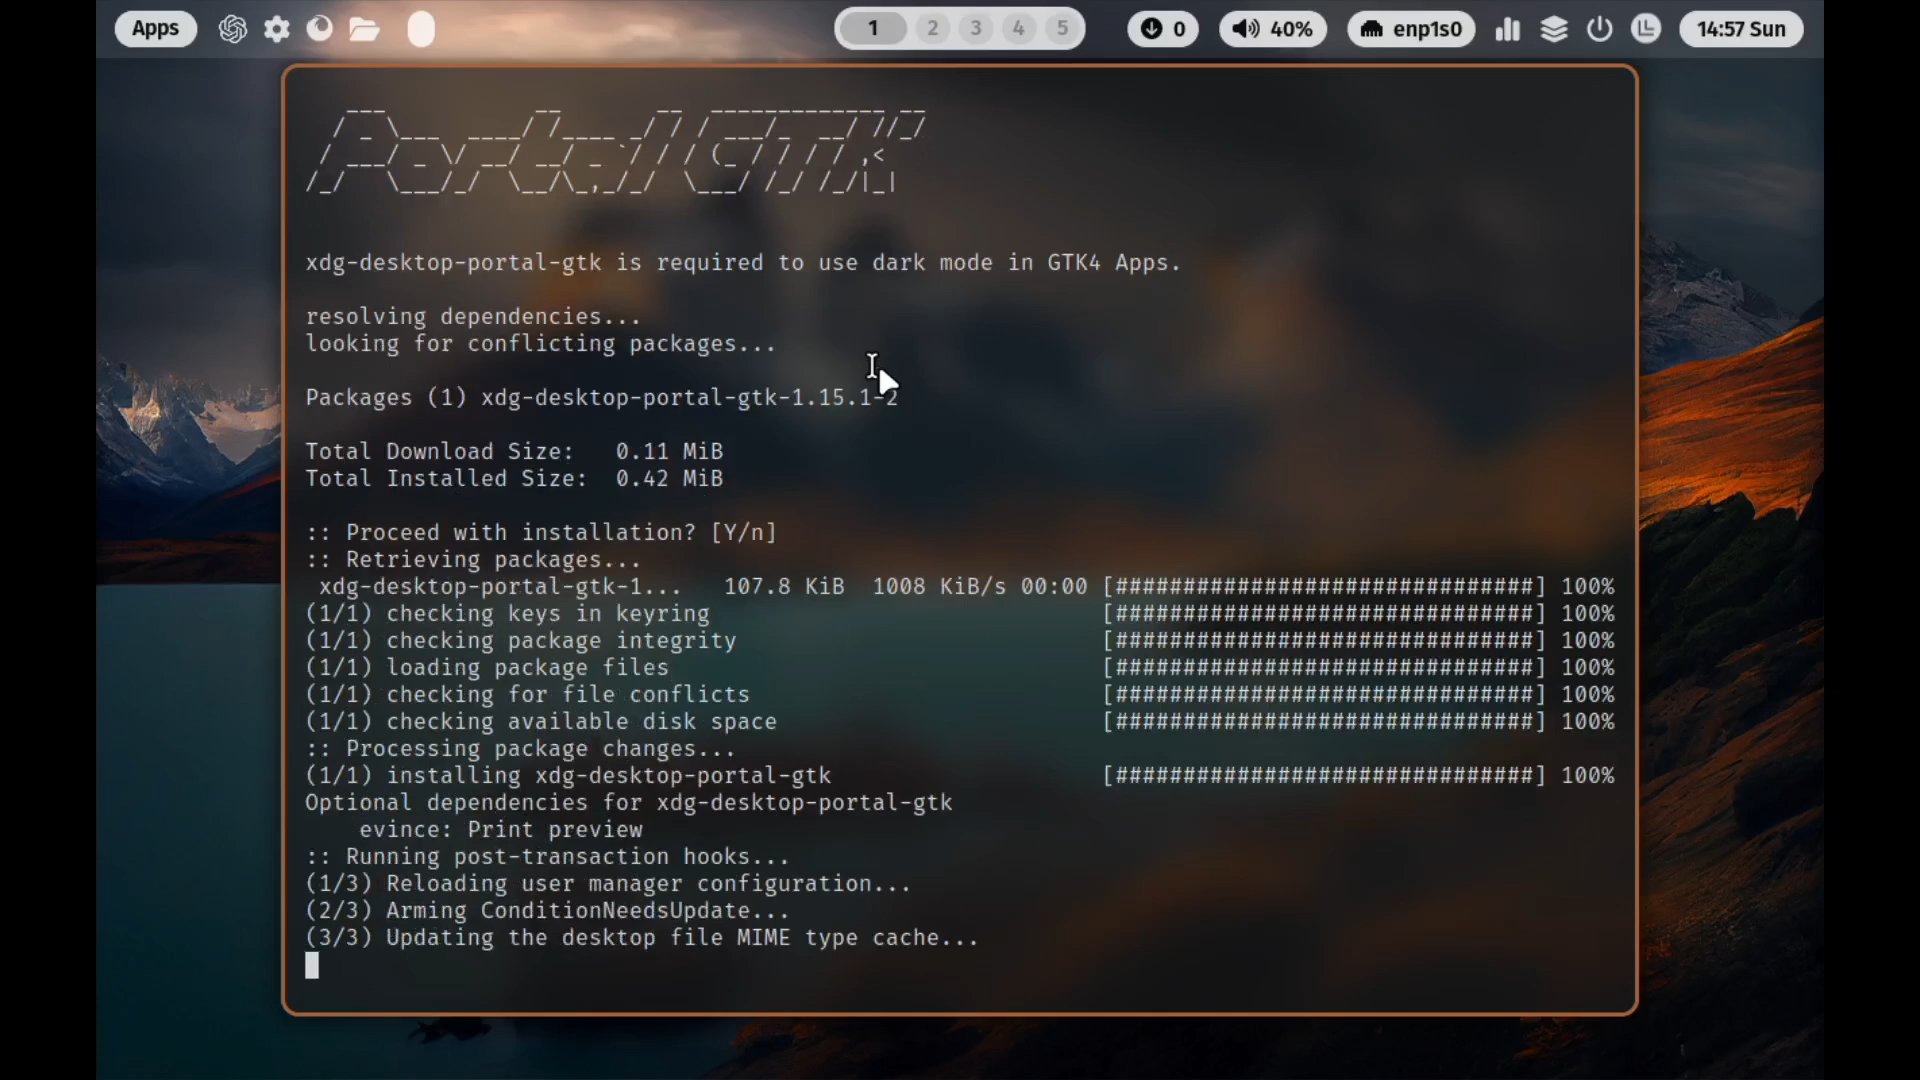 Apps
1 2 3 4 5
0
40%
enp1s0
14:57 Sun
Portal GTK
xdg-desktop-portal-gtk is required to use dark mode in GTK4 Apps.
resolving dependencies...
looking for conflicting packages...
Packages (1) xdg-desktop-portal-gtk-1.15.1-2
Total Download Size:   0.11 MiB
Total Installed Size:  0.42 MiB
:: Proceed with installation? [Y/n]
:: Retrieving packages...
xdg-desktop-portal-gtk-1...   107.8 KiB  1008 KiB/s 00:00 [###############################] 100%
(1/1) checking keys in keyring                             [###############################] 100%
(1/1) checking package integrity                           [###############################] 100%
(1/1) loading package files                                [###############################] 100%
(1/1) checking for file conflicts                          [###############################] 100%
(1/1) checking available disk space                        [###############################] 100%
:: Processing package changes...
(1/1) installing xdg-desktop-portal-gtk                    [###############################] 100%
Optional dependencies for xdg-desktop-portal-gtk
    evince: Print preview
:: Running post-transaction hooks...
(1/3) Reloading user manager configuration...
(2/3) Arming ConditionNeedsUpdate...
(3/3) Updating the desktop file MIME type cache...